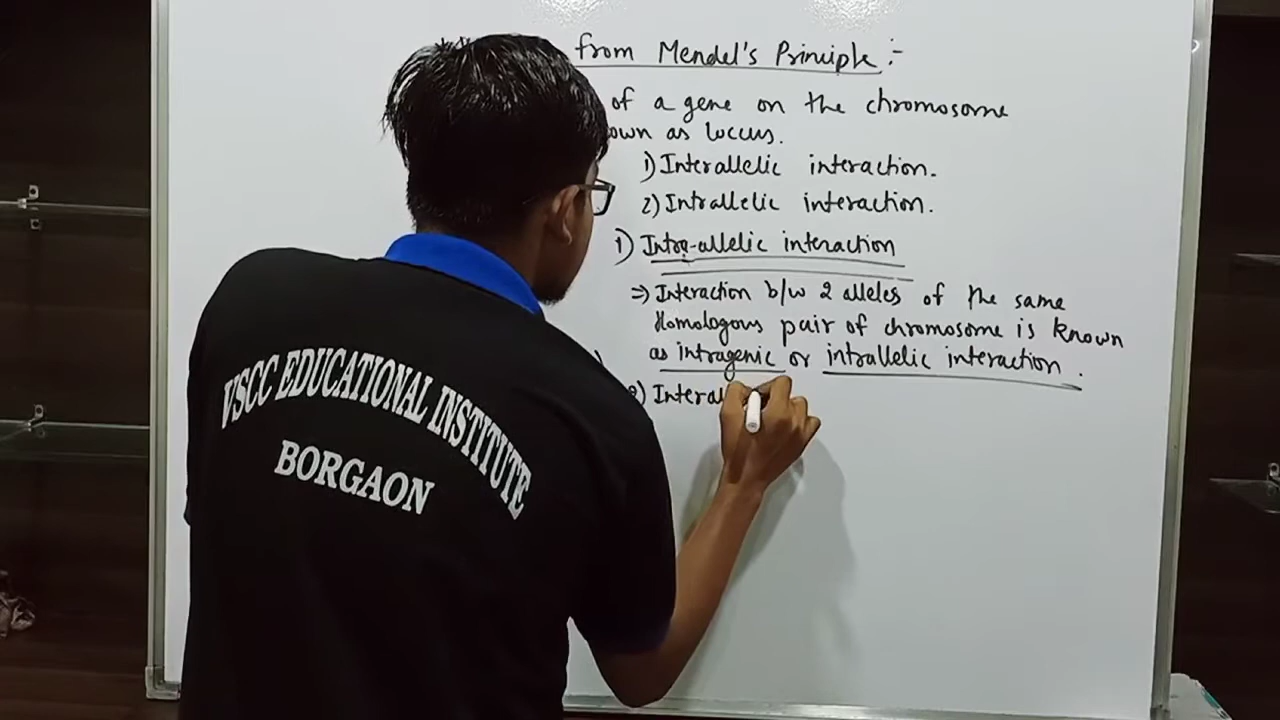 from Mendel's Principle :-
of a gene on the chromosome
own as locus.
1) Interallelic interaction.
2) Intrallelic interaction.
1) Intra-allelic interaction
=> Interaction b/w 2 alleles of the same
Homologous pair of chromosome is known
as intragenic or intrallelic interaction.
2) Interal
VSCC EDUCATIONAL INSTITUTE
BORGAON